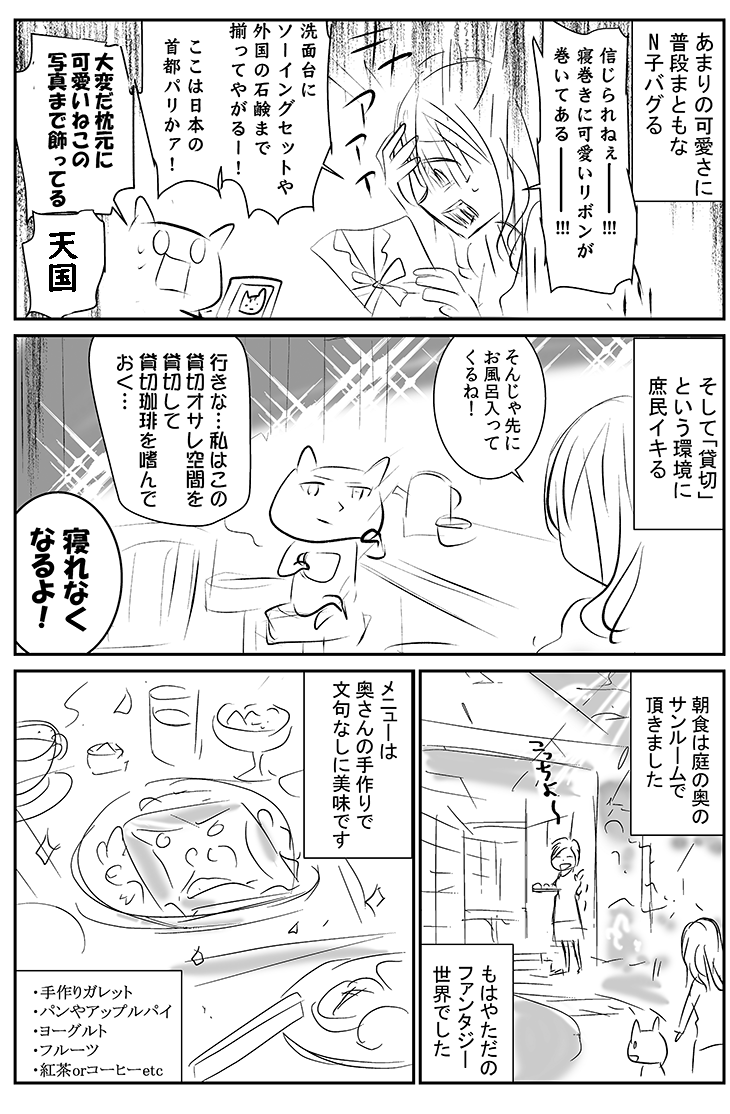 あまりの可愛さに
普段まともな
N子バグる
信じられねぇ――!!!
寝巻きに可愛いリボンが
巻いてある――!!!
洗面台に
ソーイングセットや
外国の石鹸まで
揃ってやがるー!
ここは日本の
首都パリかァ!
大変だ枕元に
可愛いねこの
写真まで飾ってる
天国
そして「貸切」
という環境に
庶民イキる
そんじゃ先に
お風呂入って
くるね!
行きな…私はこの
貸切オサレ空間を
貸切して
貸切珈琲を嗜んで
おく…
寝れなく
なるよ!
朝食は庭の奥の
サンルームで
頂きました
こっちよ~
もはやただの
ファンタジー
世界でした
メニューは
奥さんの手作りで
文句なしに美味です
・手作りガレット
・パンやアップルパイ
・ヨーグルト
・フルーツ
・紅茶orコーヒーetc